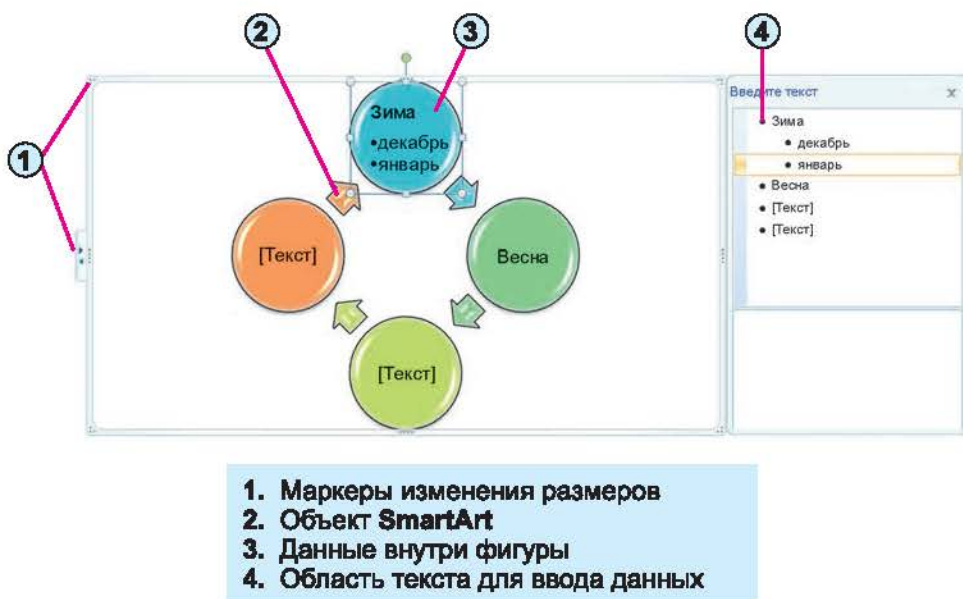 2
3
4
1
Зима
•декабрь
•январь
[Текст]
Весна
[Текст]
Введите текст x
• Зима
• декабрь
• январь
• Весна
• [Текст]
• [Текст]
1. Маркеры изменения размеров
2. Объект SmartArt
3. Данные внутри фигуры
4. Область текста для ввода данных